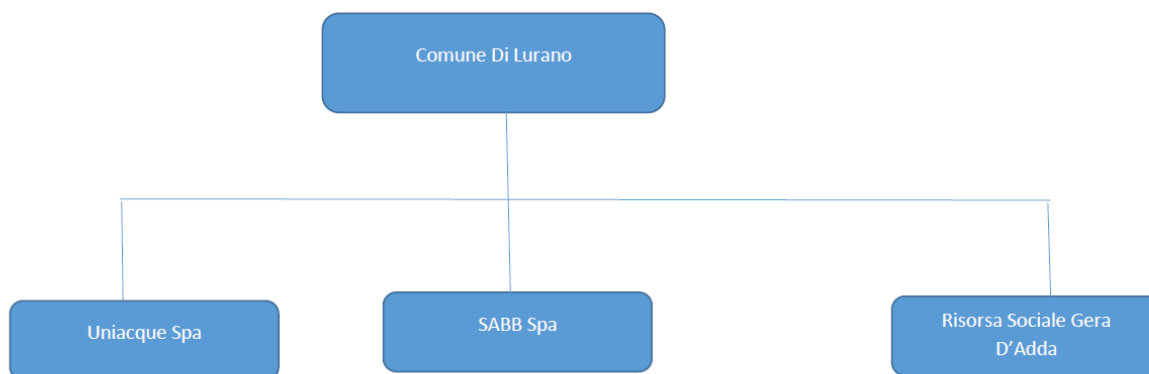 Comune Di Lurano
Uniacque Spa
SABB Spa
Risorsa Sociale Gera
D'Adda